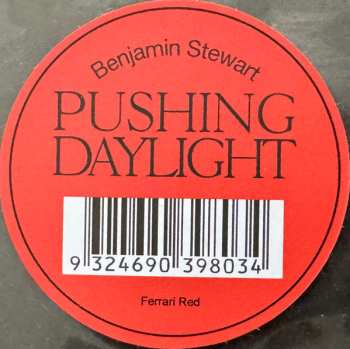 Benjamin Stewart
PUSHING
DAYLIGHT
9 324690 398034
Ferrari Red